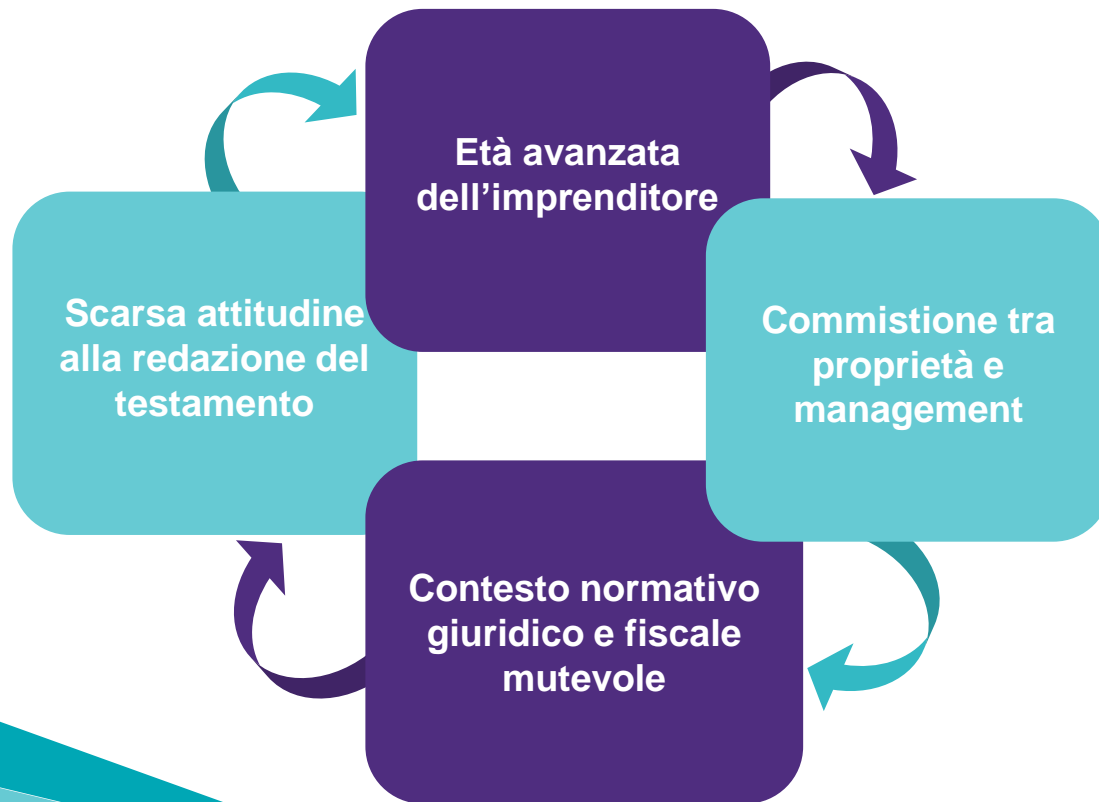 Età avanzata
dell’imprenditore
Scarsa attitudine
alla redazione del
testamento
Commistione tra
proprietà e
management
Contesto normativo
giuridico e fiscale
mutevole